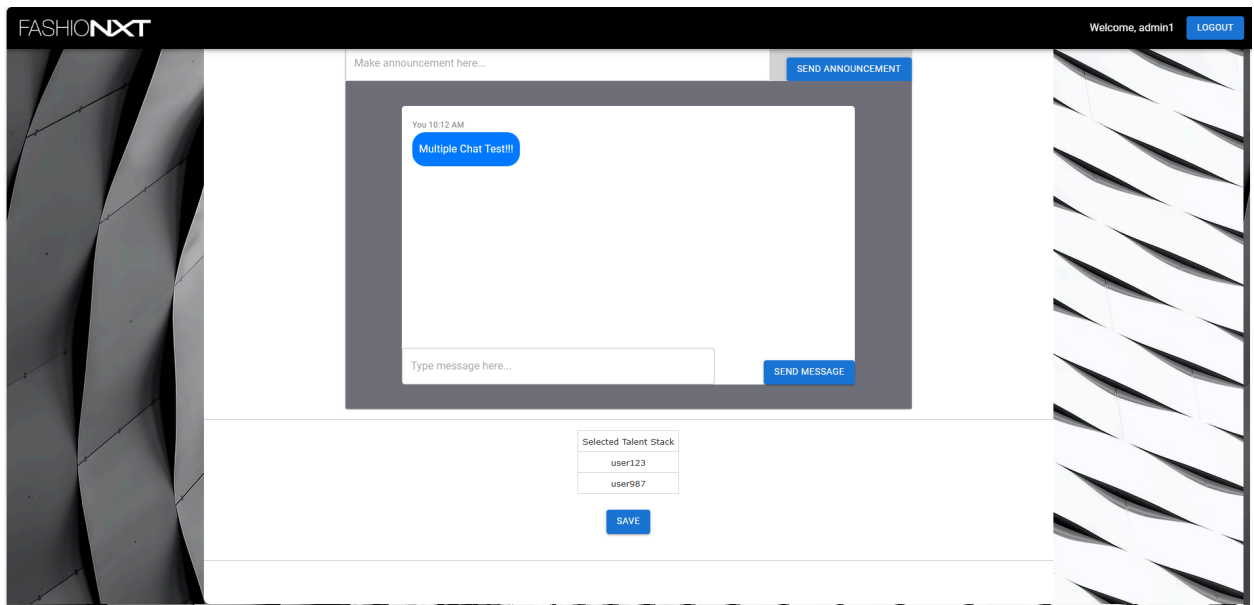 FASHIONXT
Welcome, admin1
LOGOUT
Make announcement here...
SEND ANNOUNCEMENT
You 10:12 AM
Multiple Chat Test!!!
Type message here...
SEND MESSAGE
Selected Talent Stack
user123
user987
SAVE